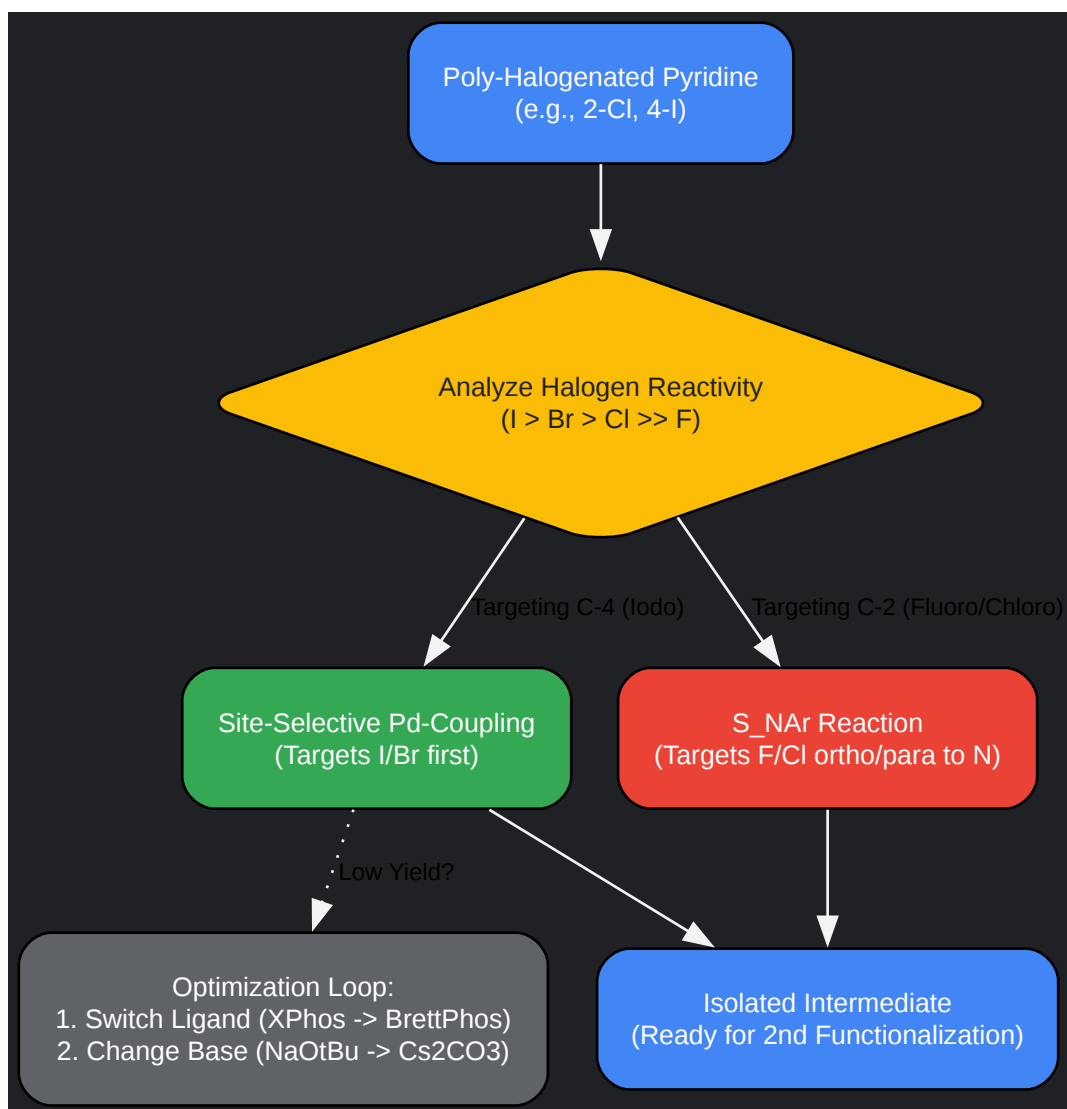 Poly-Halogenated Pyridine
(e.g., 2-Cl, 4-I)
Analyze Halogen Reactivity
(I > Br > Cl >> F)
Targeting C-4 (Iodo)
Targeting C-2 (Fluoro/Chloro)
Site-Selective Pd-Coupling
(Targets I/Br first)
S_NAr Reaction
(Targets F/Cl ortho/para to N)
Low Yield?
Optimization Loop:
1. Switch Ligand (XPhos -> BrettPhos)
2. Change Base (NaOtBu -> Cs2CO3)
Isolated Intermediate
(Ready for 2nd Functionalization)